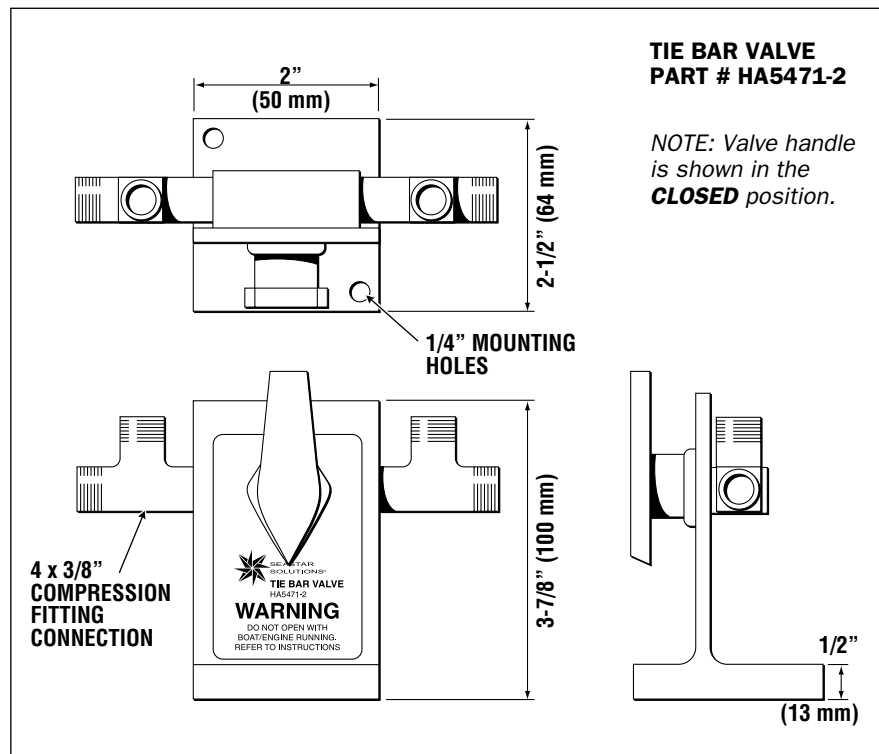 TIE BAR VALVE
PART # HA5471-2
NOTE: Valve handle
is shown in the
CLOSED position.
2”
(50 mm)
2-1/2” (64 mm)
1/4” MOUNTING
HOLES
3-7/8” (100 mm)
4 x 3/8”
COMPRESSION
FITTING
CONNECTION
SEASTAR
SOLUTIONS®
TIE BAR VALVE
HA5471-2
WARNING
DO NOT OPEN WITH
BOAT/ENGINE RUNNING.
REFER TO INSTRUCTIONS
1/2”
(13 mm)